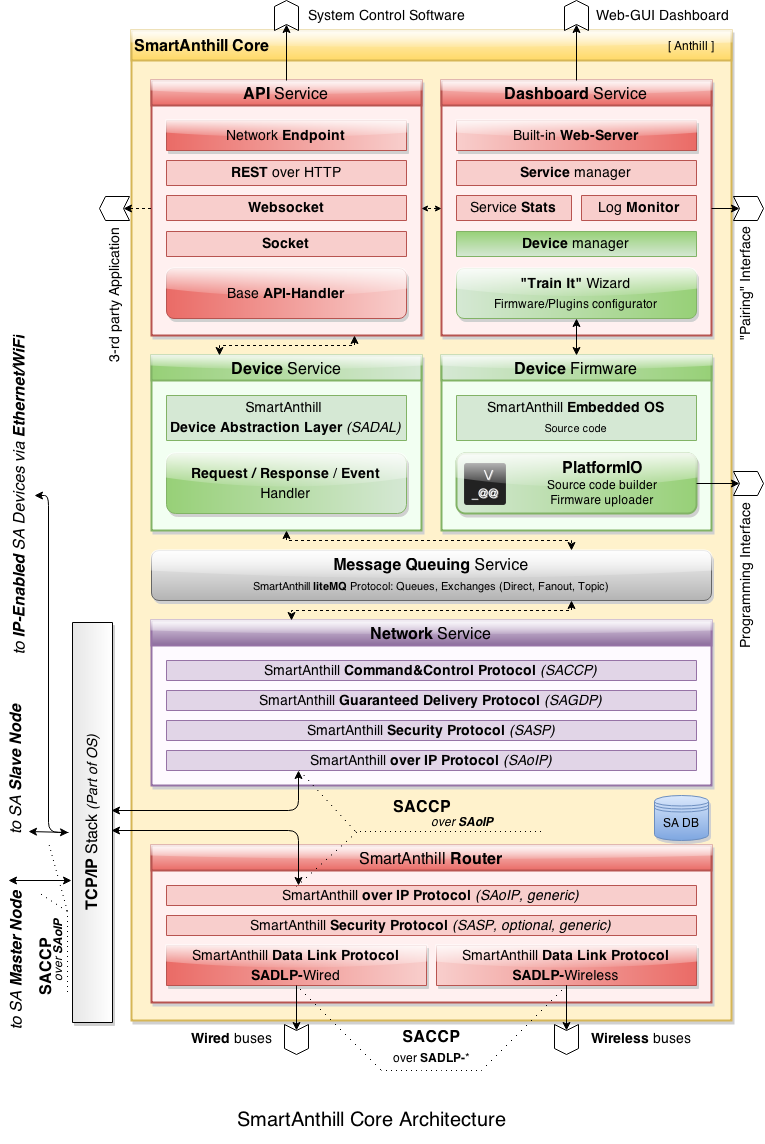 System Control Software
Web-GUI Dashboard
SmartAnthill Core
[ Anthill ]
API Service
Network Endpoint
REST over HTTP
Websocket
Socket
Base API-Handler
Dashboard Service
Built-in Web-Server
Service manager
Service Stats
Log Monitor
Device manager
"Train It" Wizard
Firmware/Plugins configurator
3-rd party Application
"Pairing" Interface
Device Service
SmartAnthill
Device Abstraction Layer (SADAL)
Request / Response / Event
Handler
Device Firmware
SmartAnthill Embedded OS
Source code
V
_@@
PlatformIO
Source code builder
Firmware uploader
Programming Interface
Message Queuing Service
SmartAnthill liteMQ Protocol: Queues, Exchanges (Direct, Fanout, Topic)
Network Service
SmartAnthill Command&Control Protocol (SACCP)
SmartAnthill Guaranteed Delivery Protocol (SAGDP)
SmartAnthill Security Protocol (SASP)
SmartAnthill over IP Protocol (SAoIP)
to IP-Enabled SA Devices via Ethernet/WiFi
to SA Slave Node
to SA Master Node
SACCP
over SAoIP
TCP/IP Stack (Part of OS)
SACCP
over SAoIP
SA DB
SmartAnthill Router
SmartAnthill over IP Protocol (SAoIP, generic)
SmartAnthill Security Protocol (SASP, optional, generic)
SmartAnthill Data Link Protocol
SADLP-Wired
SmartAnthill Data Link Protocol
SADLP-Wireless
Wired buses
SACCP
over SADLP-*
Wireless buses
SmartAnthill Core Architecture